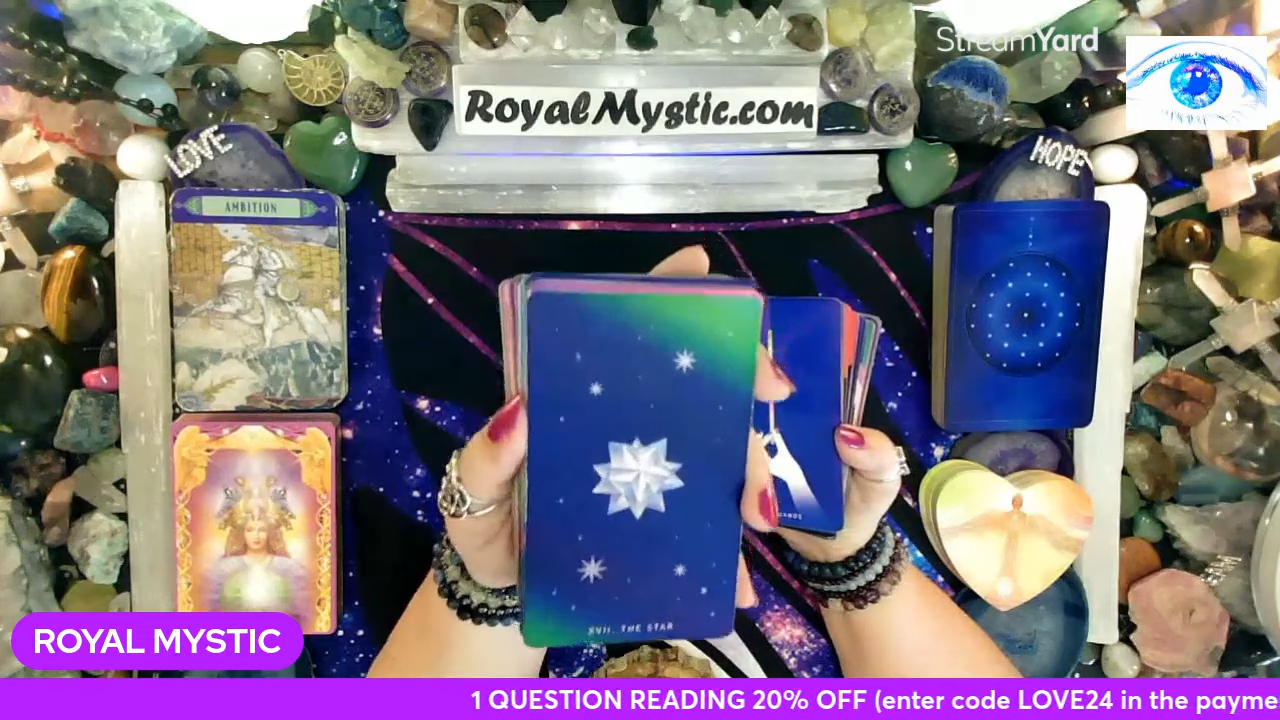 StreamYard
RoyalMystic.com
LOVE
HOPE
AMBITION
XVII. THE STAR
ROYAL MYSTIC
1 QUESTION READING 20% OFF (enter code LOVE24 in the payme